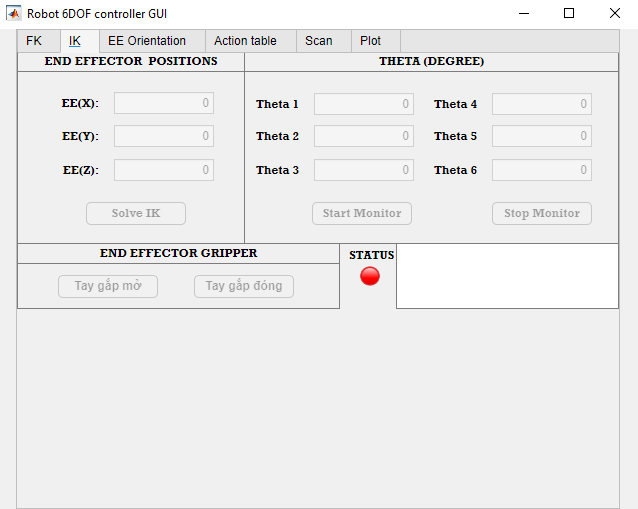 Robot 6DOF controller GUI
FK IK EE Orientation Action table Scan Plot
END EFFECTOR POSITIONS
EE(X): 0
EE(Y): 0
EE(Z): 0
Solve IK
THETA (DEGREE)
Theta 1 0 Theta 4 0
Theta 2 0 Theta 5 0
Theta 3 0 Theta 6 0
Start Monitor Stop Monitor
END EFFECTOR GRIPPER
Tay gắp mở Tay gắp đóng
STATUS